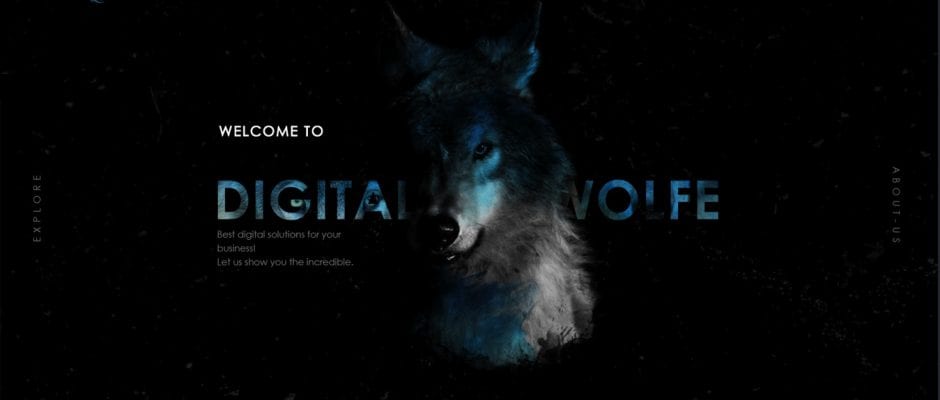 EXPLORE
WELCOME TO
DIGITAL WOLFE
Best digital solutions for your
business!
Let us show you the incredible.
ABOUT US